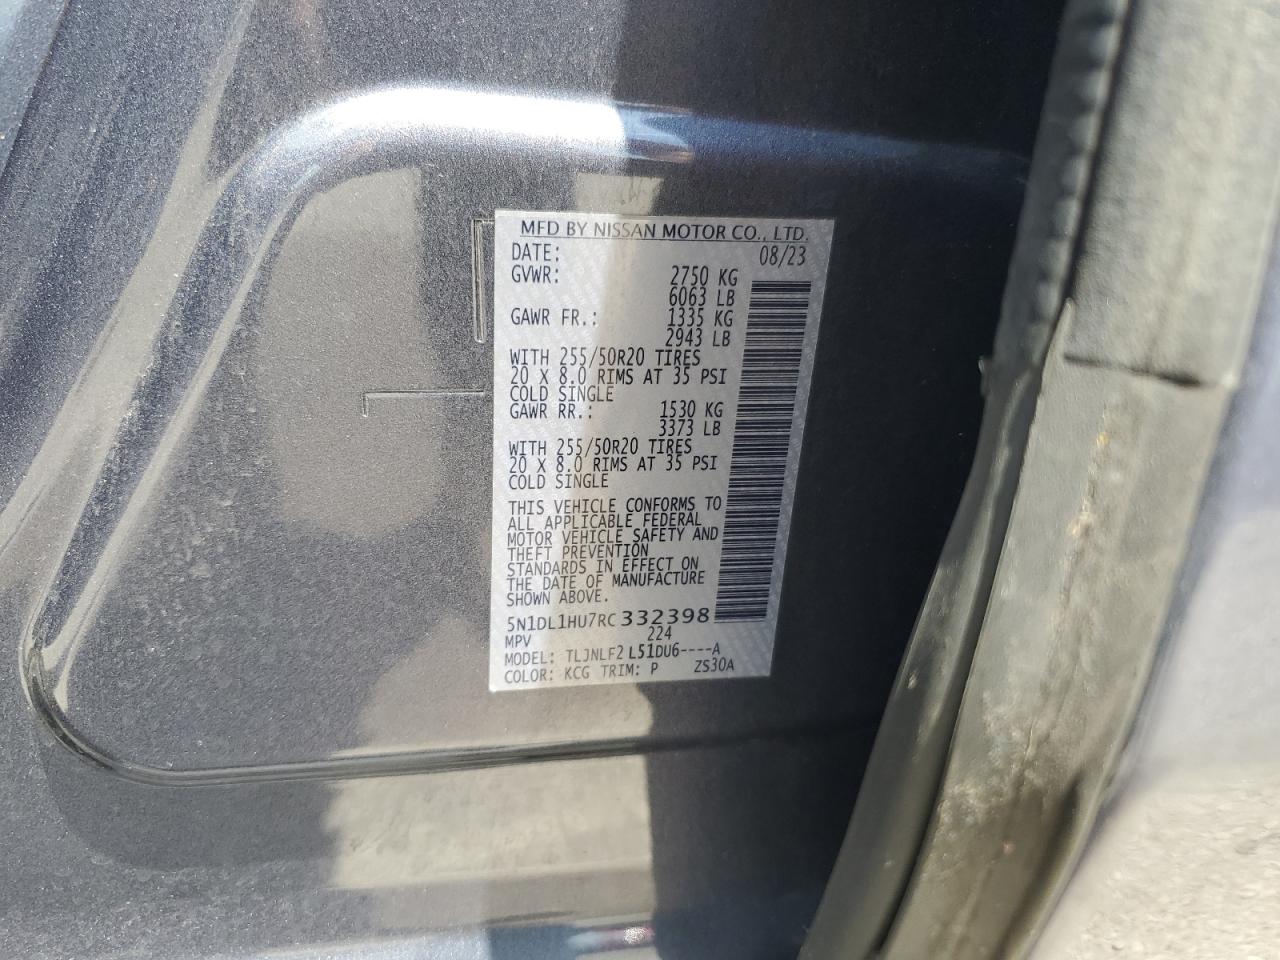 MFD BY NISSAN MOTOR CO., LTD.
DATE: 08/23
GVWR: 2750 KG
6063 LB
GAWR FR.: 1335 KG
2943 LB
WITH 255/50R20 TIRES
20 X 8.0 RIMS AT 35 PSI
COLD SINGLE
GAWR RR.: 1530 KG
3373 LB
WITH 255/50R20 TIRES
20 X 8.0 RIMS AT 35 PSI
COLD SINGLE
THIS VEHICLE CONFORMS TO
ALL APPLICABLE FEDERAL
MOTOR VEHICLE SAFETY AND
THEFT PREVENTION
STANDARDS IN EFFECT ON
THE DATE OF MANUFACTURE
SHOWN ABOVE.
5N1DL1HU7RC332398
MPV 224
MODEL: TLJNLF2 L51DU6----A
COLOR: KCG TRIM: P ZS30A